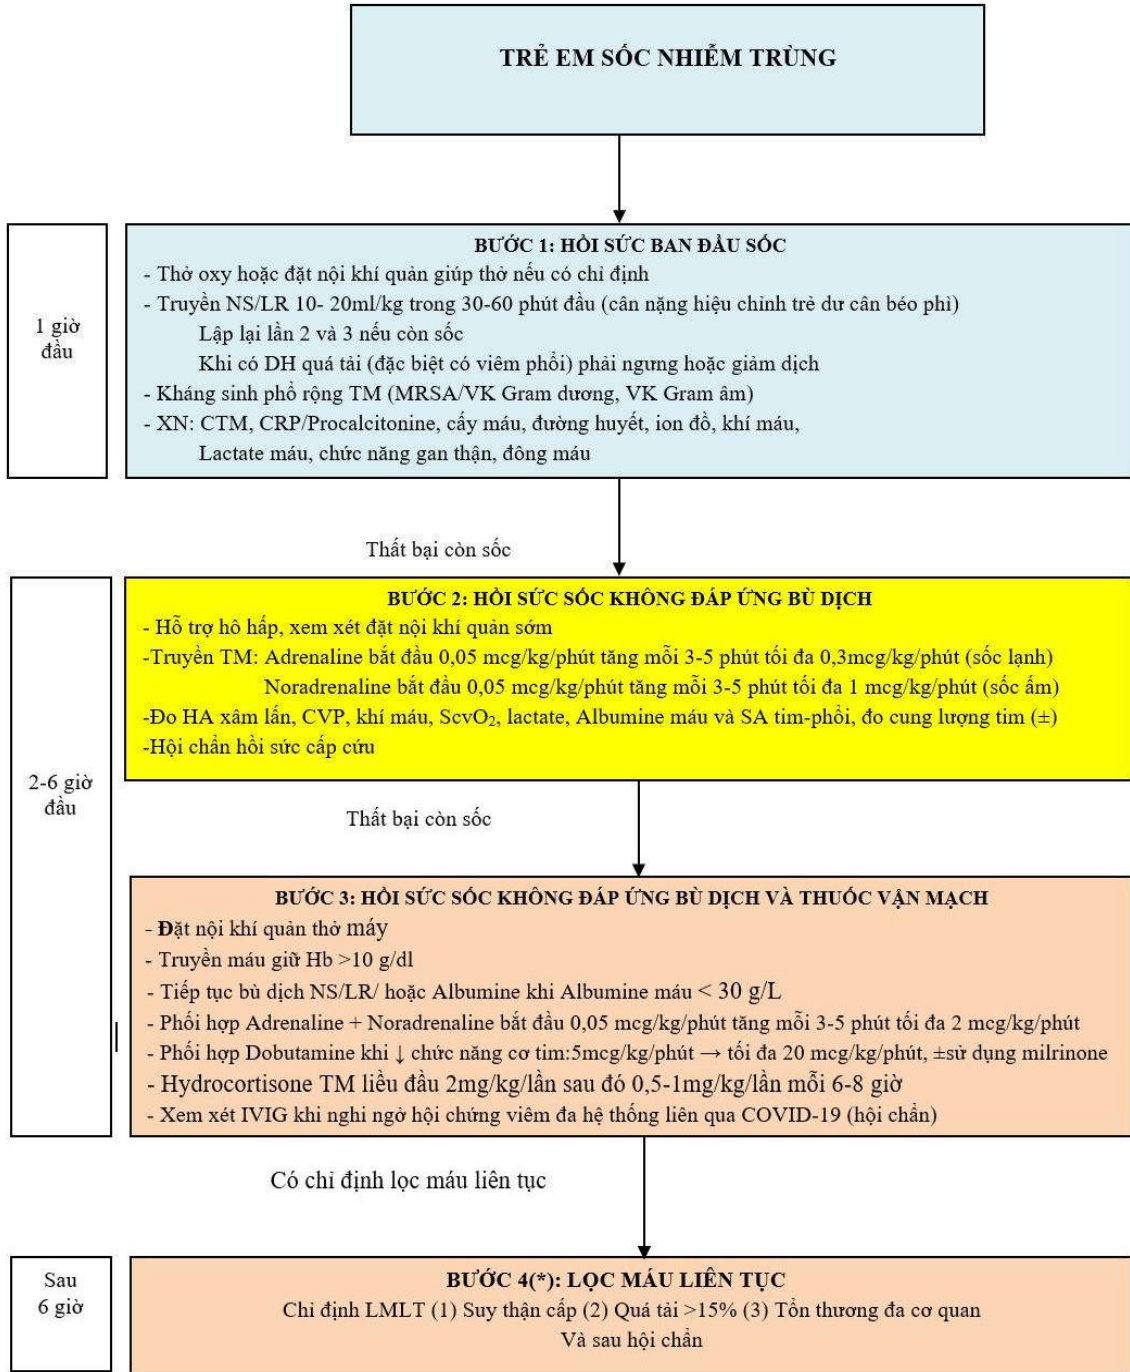 TRẺ EM SỐC NHIỄM TRÙNG
1 giờ
đầu
BƯỚC 1: HỒI SỨC BAN ĐẦU SỐC
- Thở oxy hoặc đặt nội khí quản giúp thở nếu có chỉ định
- Truyền NS/LR 10- 20ml/kg trong 30-60 phút đầu (cân nặng hiệu chỉnh trẻ dư cân béo phì)
Lập lại lần 2 và 3 nếu còn sốc
Khi có DH quá tải (đặc biệt có viêm phổi) phải ngưng hoặc giảm dịch
- Kháng sinh phổ rộng TM (MRSA/VK Gram dương, VK Gram âm)
- XN: CTM, CRP/Procalcitonine, cấy máu, đường huyết, ion đồ, khí máu,
Lactate máu, chức năng gan thận, đông máu
Thất bại còn sốc
2-6 giờ
đầu
BƯỚC 2: HỒI SỨC SỐC KHÔNG ĐÁP ỨNG BÙ DỊCH
- Hỗ trợ hô hấp, xem xét đặt nội khí quản sớm
-Truyền TM: Adrenaline bắt đầu 0,05 mcg/kg/phút tăng mỗi 3-5 phút tối đa 0,3mcg/kg/phút (sốc lạnh)
Noradrenaline bắt đầu 0,05 mcg/kg/phút tăng mỗi 3-5 phút tối đa 1 mcg/kg/phút (sốc ấm)
-Đo HA xâm lấn, CVP, khí máu, ScvO₂, lactate, Albumine máu và SA tim-phổi, đo cung lượng tim (±)
-Hội chẩn hồi sức cấp cứu
Thất bại còn sốc
BƯỚC 3: HỒI SỨC SỐC KHÔNG ĐÁP ỨNG BÙ DỊCH VÀ THUỐC VẬN MẠCH
- Đặt nội khí quản thở máy
- Truyền máu giữ Hb >10 g/dl
- Tiếp tục bù dịch NS/LR/ hoặc Albumine khi Albumine máu < 30 g/L
- Phối hợp Adrenaline + Noradrenaline bắt đầu 0,05 mcg/kg/phút tăng mỗi 3-5 phút tối đa 2 mcg/kg/phút
- Phối hợp Dobutamine khi ↓ chức năng cơ tim:5mcg/kg/phút → tối đa 20 mcg/kg/phút, ±sử dụng milrinone
- Hydrocortisone TM liều đầu 2mg/kg/lần sau đó 0,5-1mg/kg/lần mỗi 6-8 giờ
- Xem xét IVIG khi nghi ngờ hội chứng viêm đa hệ thống liên qua COVID-19 (hội chẩn)
Có chỉ định lọc máu liên tục
Sau
6 giờ
BƯỚC 4(*): LỌC MÁU LIÊN TỤC
Chỉ định LMLT (1) Suy thận cấp (2) Quá tải >15% (3) Tổn thương đa cơ quan
Và sau hội chẩn